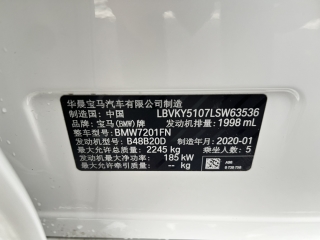 华晨宝马汽车有限公司制造
制造国: 中国 LBVKY5107LSW63536
品牌: 宝马(BMW)牌 发动机排量: 1998 mL
整车型号: BMW7201FN
发动机型号: B48B20D 制造年月: 2020-01
最大允许总质量: 2245 kg 乘坐人数: 5
发动机最大净功率: 185 kW
最大允许牵引质量: -- kg